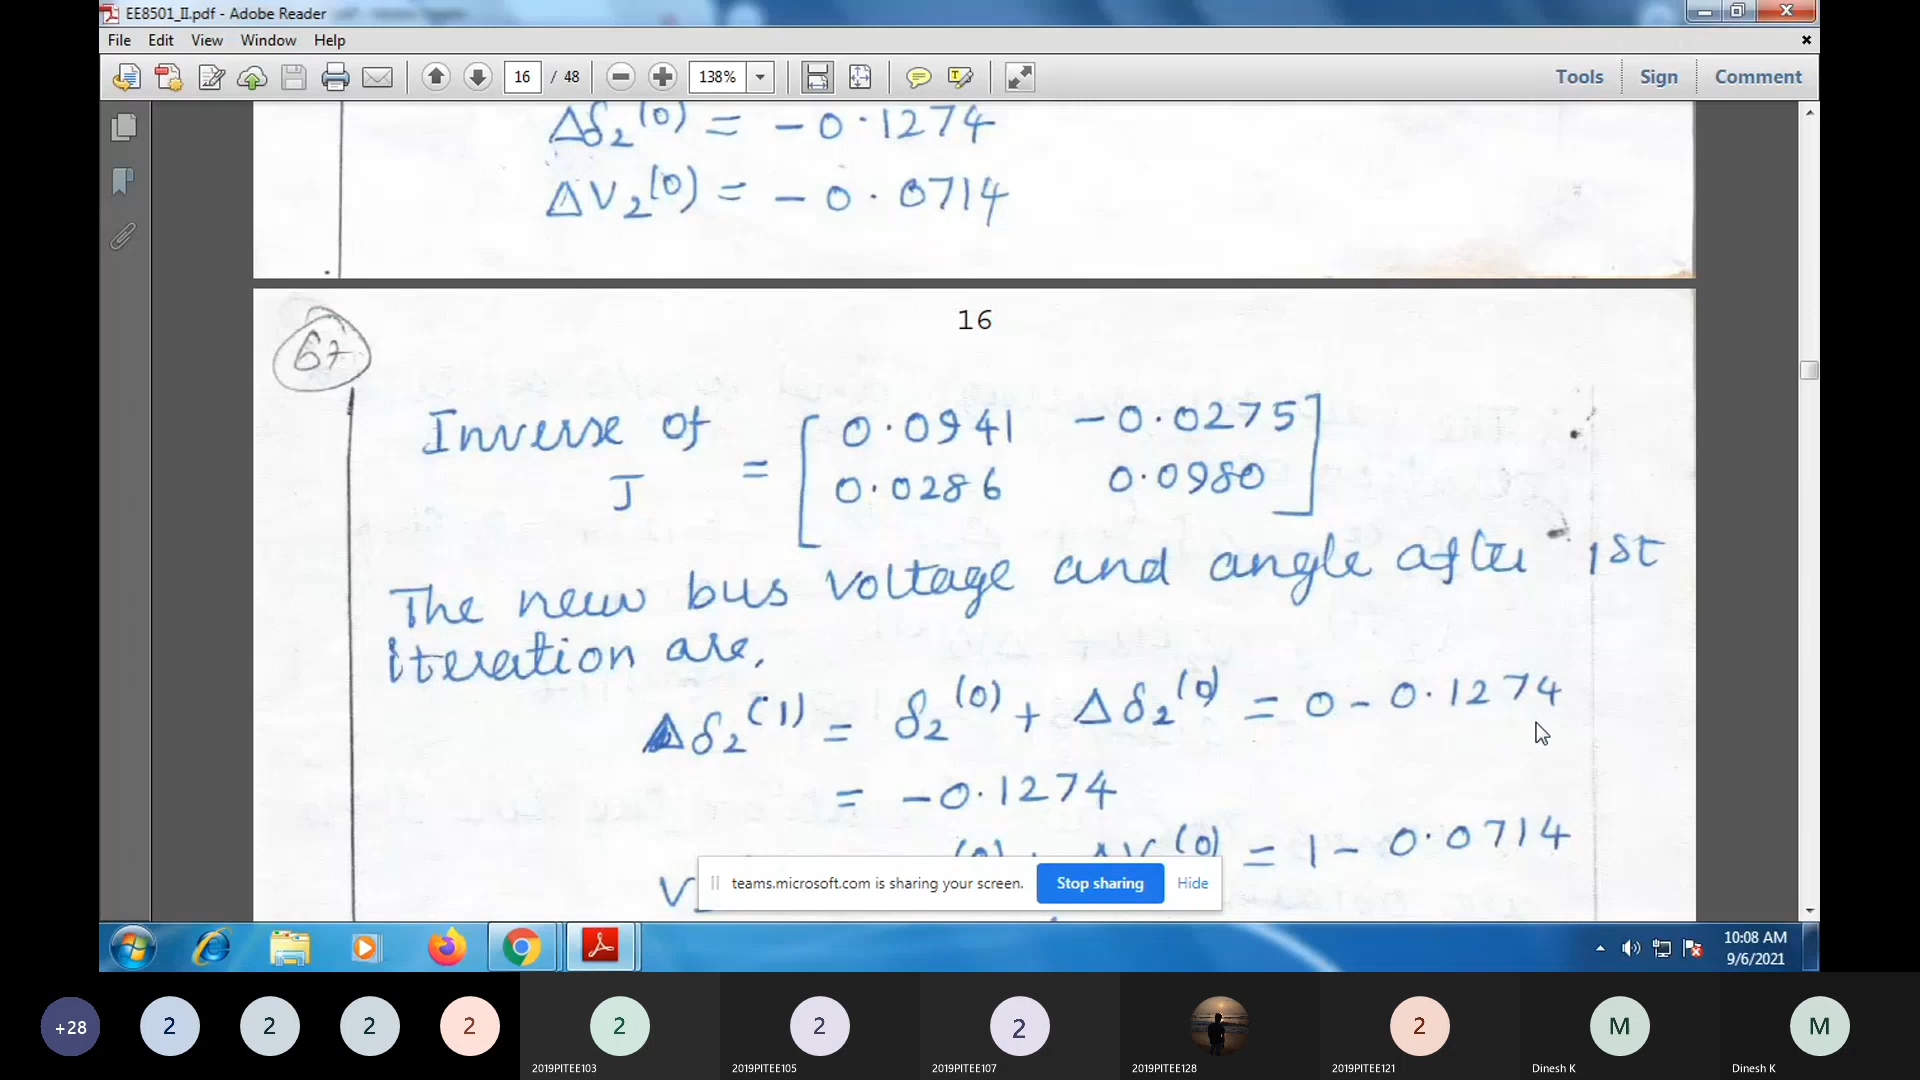 EE8501_II.pdf - Adobe Reader
File Edit View Window Help
16 / 48 138% Tools Sign Comment
Δδ₂⁽⁰⁾ = -0.1274
ΔV₂⁽⁰⁾ = -0.0714
16
67
Inverse of J = [0.0941 -0.0275
0.0286 0.0980]
The new bus voltage and angle after 1st
iteration are,
Δδ₂⁽¹⁾ = δ₂⁽⁰⁾ + Δδ₂⁽⁰⁾ = 0 - 0.1274
= -0.1274
⁽⁰⁾ ΔV⁽⁰⁾ = 1 - 0.0714
V
teams.microsoft.com is sharing your screen. Stop sharing Hide
10:08 AM
9/6/2021
+28 2 2 2 2 2 2 2 2 M M
2019PITEE103 2019PITEE105 2019PITEE107 2019PITEE128 2019PITEE121 Dinesh K Dinesh K